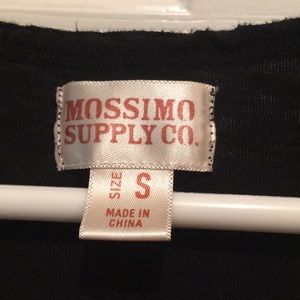 MOSSIMO
SUPPLY CO.
SIZE S
MADE IN
CHINA